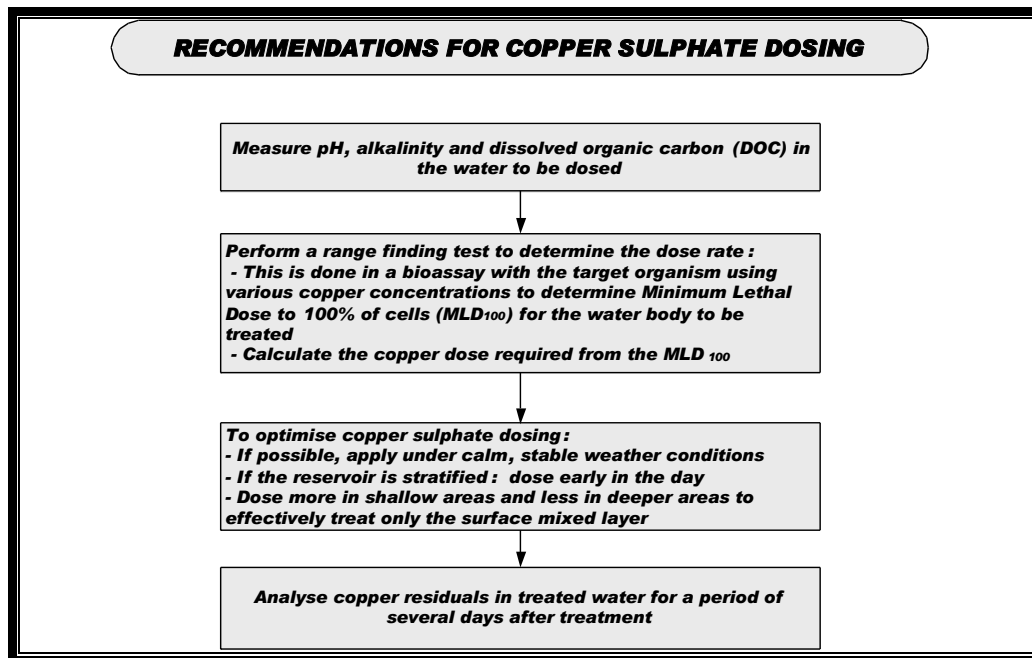 RECOMMENDATIONS FOR COPPER SULPHATE DOSING
Measure pH, alkalinity and dissolved organic carbon (DOC) in
the water to be dosed
Perform a range finding test to determine the dose rate :
- This is done in a bioassay with the target organism using
various copper concentrations to determine Minimum Lethal
Dose to 100% of cells (MLD100) for the water body to be
treated
- Calculate the copper dose required from the MLD 100
To optimise copper sulphate dosing :
- If possible, apply under calm, stable weather conditions
- If the reservoir is stratified : dose early in the day
- Dose more in shallow areas and less in deeper areas to
effectively treat only the surface mixed layer
Analyse copper residuals in treated water for a period of
several days after treatment